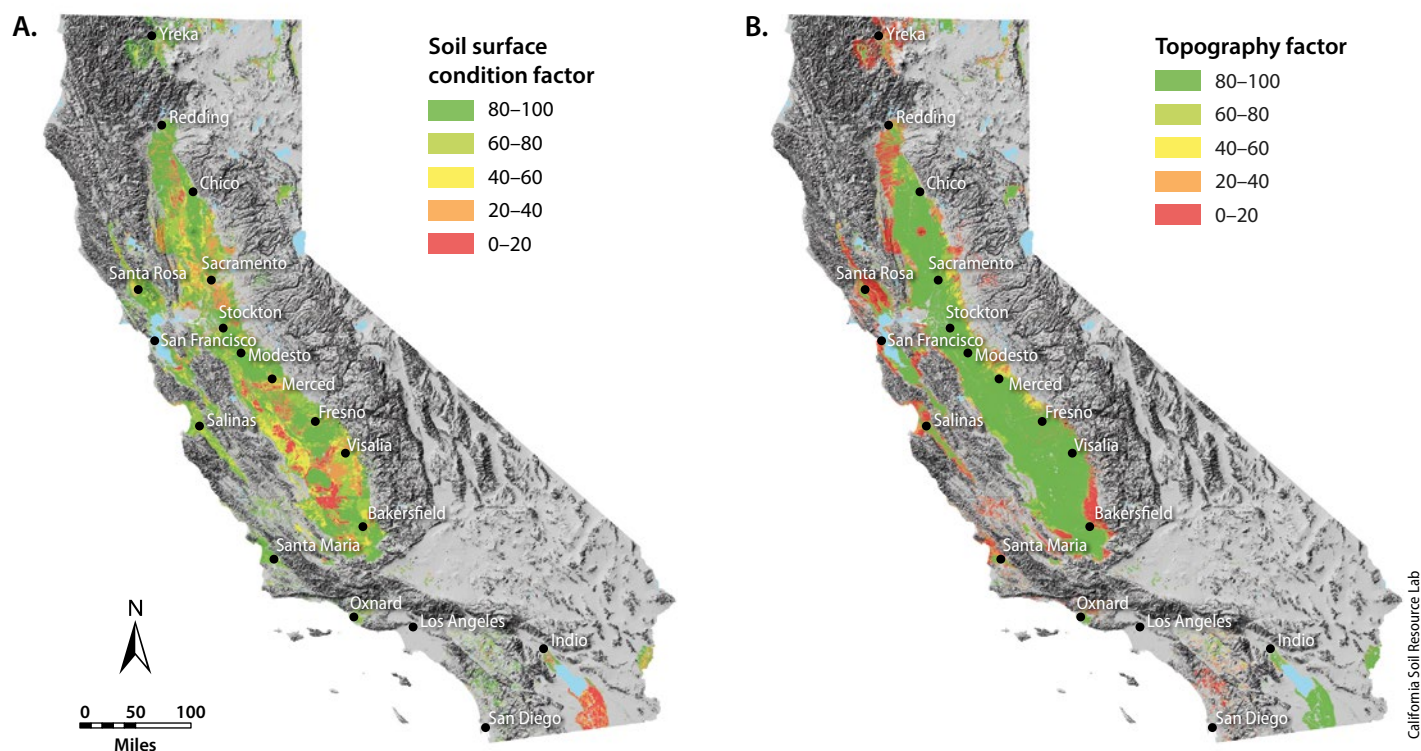 A.
Soil surface
condition factor
80–100
60–80
40–60
20–40
0–20
Yreka
Redding
Chico
Sacramento
Santa Rosa
Stockton
San Francisco
Modesto
Merced
Salinas
Fresno
Visalia
Bakersfield
Santa Maria
Oxnard
Los Angeles
Indio
San Diego
N
0 50 100
Miles
B.
Topography factor
80–100
60–80
40–60
20–40
0–20
Yreka
Redding
Chico
Sacramento
Santa Rosa
Stockton
San Francisco
Modesto
Merced
Salinas
Fresno
Visalia
Bakersfield
Santa Maria
Oxnard
Los Angeles
Indio
San Diego
California Soil Resource Lab